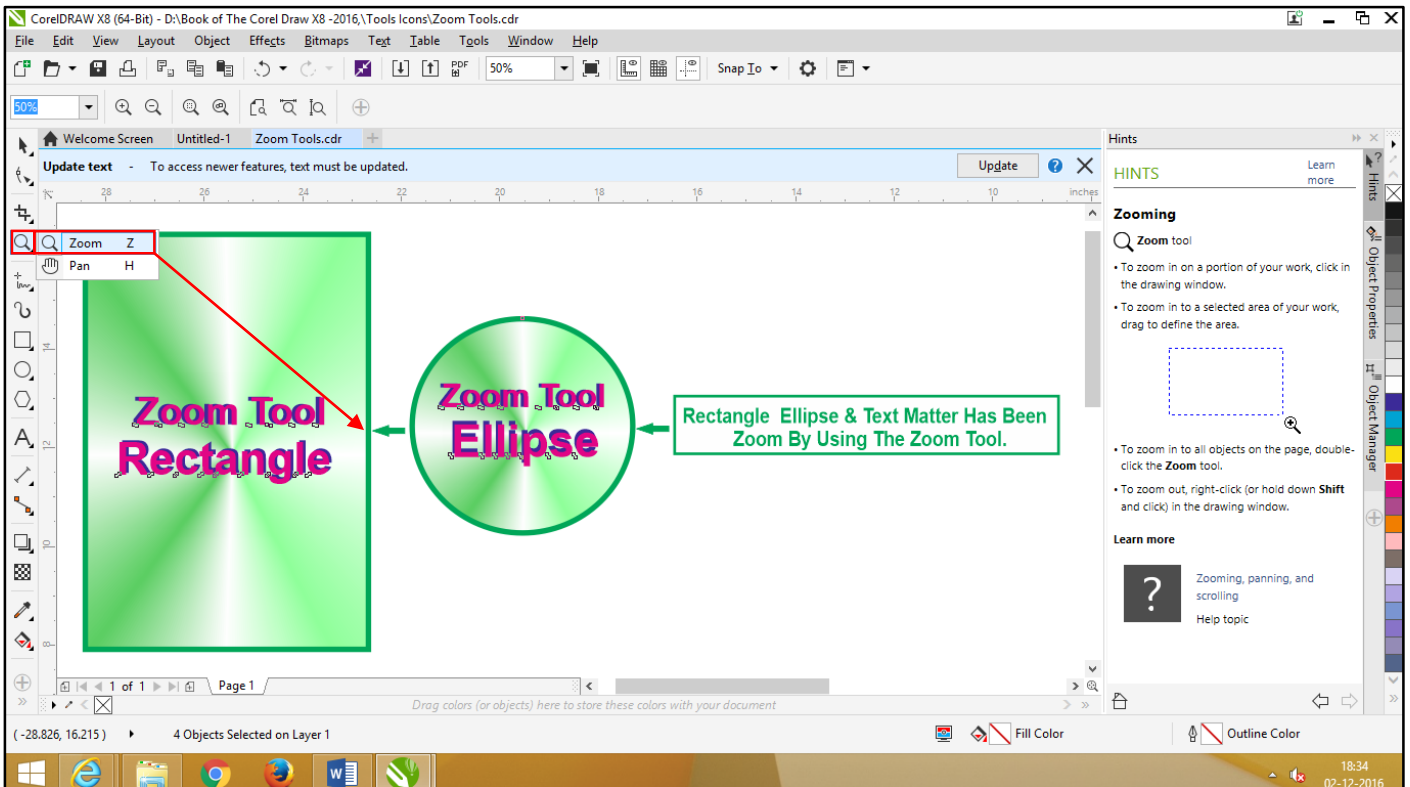 CorelDRAW X8 (64-Bit) - D:\Book of The Corel Draw X8 -2016,\Tools Icons\Zoom Tools.cdr
File Edit View Layout Object Effects Bitmaps Text Table Tools Window Help
PDF 50% Snap To
50%
Welcome Screen Untitled-1 Zoom Tools.cdr
Update text - To access newer features, text must be updated. Update
28 26 24 22 20 18 16 14 12 10 inches
Zoom Z
Pan H
14
12
10
8
Zoom Tool
Rectangle
Zoom Tool
Ellipse
Rectangle Ellipse & Text Matter Has Been
Zoom By Using The Zoom Tool.
Hints
HINTS
Learn
more
Zooming
Zoom tool
• To zoom in on a portion of your work, click in
the drawing window.
• To zoom in to a selected area of your work,
drag to define the area.
• To zoom in to all objects on the page, double-
click the Zoom tool.
• To zoom out, right-click (or hold down Shift
and click) in the drawing window.
Learn more
?
Zooming, panning, and
scrolling
Help topic
Hints
Object Properties
Object Manager
1 of 1 Page 1
Drag colors (or objects) here to store these colors with your document
( -28.826, 16.215 ) 4 Objects Selected on Layer 1 Fill Color Outline Color
18:34
02-12-2016